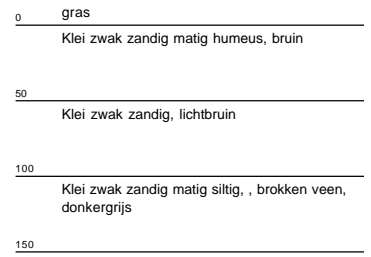 gras
0
Klei zwak zandig matig humeus, bruin
50
Klei zwak zandig, lichtbruin
100
Klei zwak zandig matig siltig, , brokken veen,
donkergrijs
150